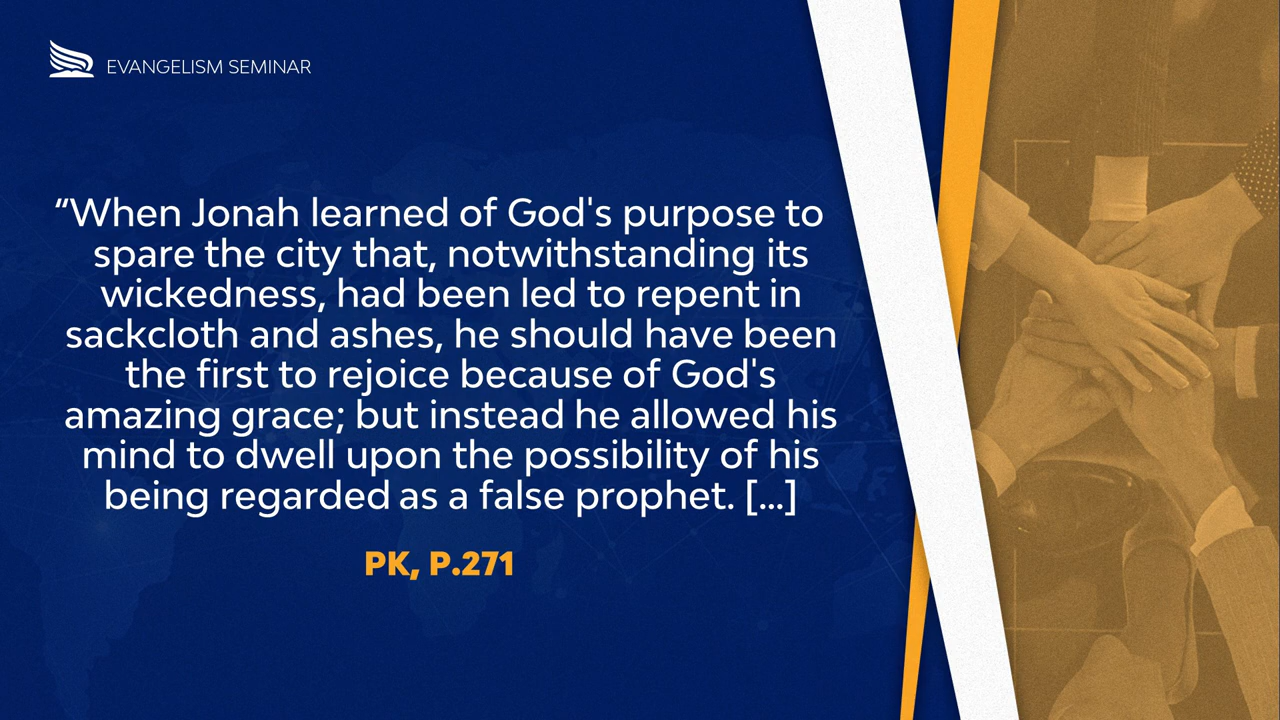 EVANGELISM SEMINAR
“When Jonah learned of God's purpose to
spare the city that, notwithstanding its
wickedness, had been led to repent in
sackcloth and ashes, he should have been
the first to rejoice because of God's
amazing grace; but instead he allowed his
mind to dwell upon the possibility of his
being regarded as a false prophet. [...]
PK, P.271